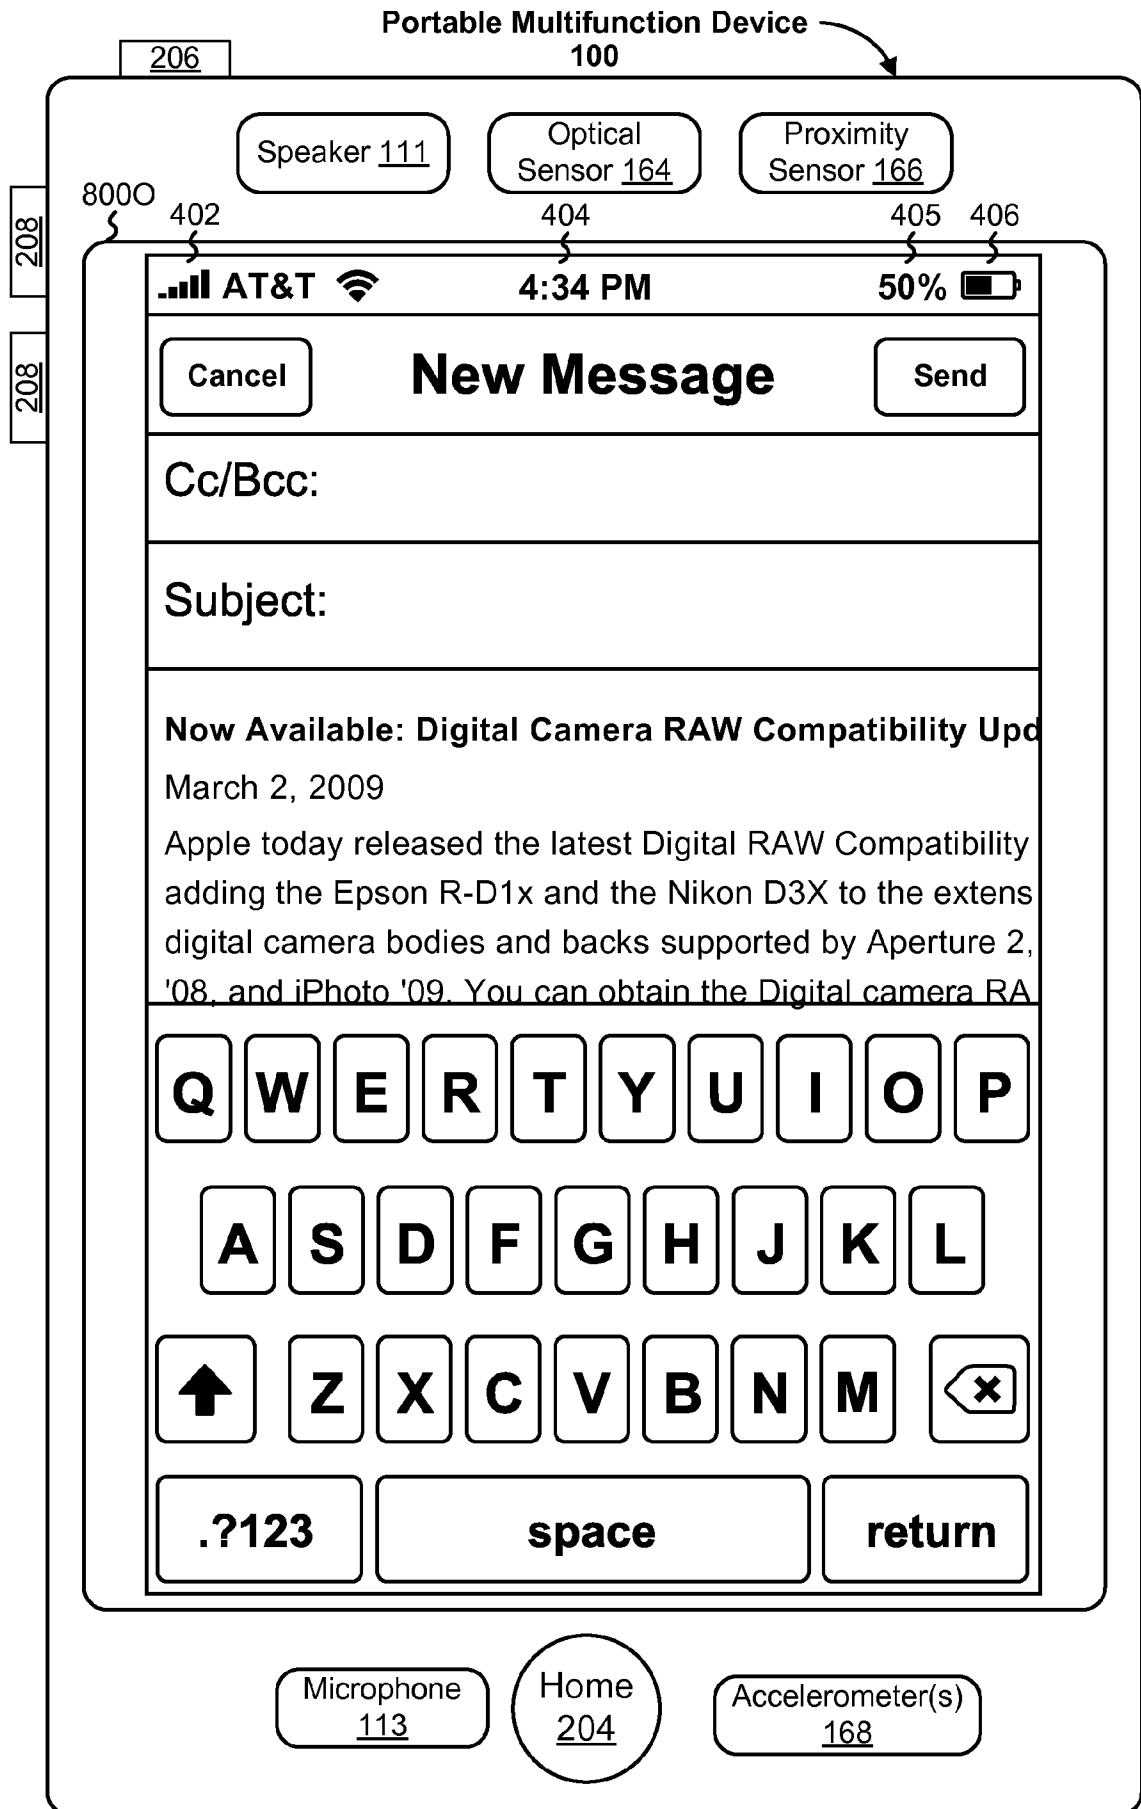 Portable Multifunction Device
100
206
Speaker 111
Optical
Sensor 164
Proximity
Sensor 166
208
208
800O
402
404
405
406
AT&T
4:34 PM
50%
Cancel
New Message
Send
Cc/Bcc:
Subject:
Now Available: Digital Camera RAW Compatibility Upd
March 2, 2009
Apple today released the latest Digital RAW Compatibility
adding the Epson R-D1x and the Nikon D3X to the extens
digital camera bodies and backs supported by Aperture 2,
'08, and iPhoto '09. You can obtain the Digital camera RA
Q W E R T Y U I O P
A S D F G H J K L
Z X C V B N M
.?123
space
return
Microphone
113
Home
204
Accelerometer(s)
168